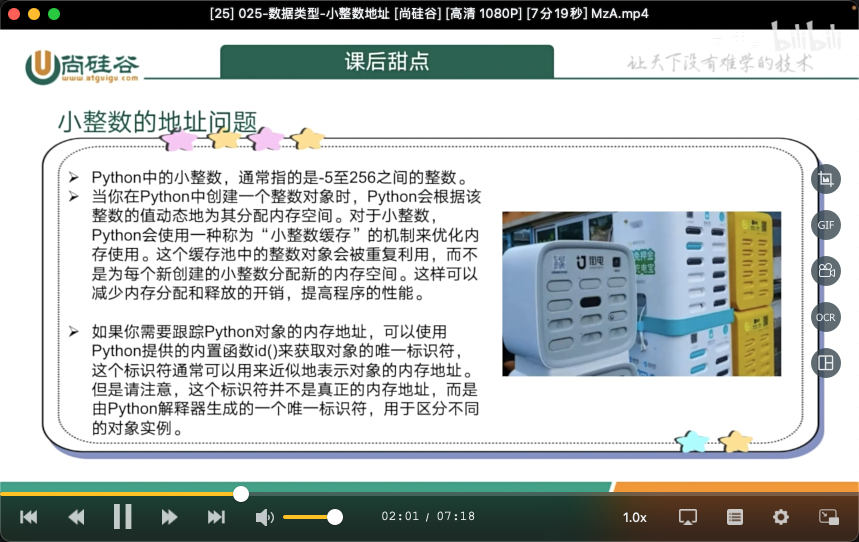 [25] 025-数据类型-小整数地址 [尚硅谷] [高清 1080P] [7分19秒] MzA.mp4
尚硅谷
www.atguigu.com
课后甜点
bilibili
让天下没有难学的技术
小整数的地址问题
Python中的小整数，通常指的是-5至256之间的整数。
当你在Python中创建一个整数对象时，Python会根据该
整数的值动态地为其分配内存空间。对于小整数，
Python会使用一种称为“小整数缓存”的机制来优化内
存使用。这个缓存池中的整数对象会被重复利用，而不
是为每个新创建的小整数分配新的内存空间。这样可以
减少内存分配和释放的开销，提高程序的性能。
如果你需要跟踪Python对象的内存地址，可以使用
Python提供的内置函数id()来获取对象的唯一标识符，
这个标识符通常可以用来近似地表示对象的内存地址。
但是请注意，这个标识符并不是真正的内存地址，而是
由Python解释器生成的一个唯一标识符，用于区分不同
的对象实例。
街电
免押金
充电宝
GIF
OCR
02:01 / 07:18
1.0x